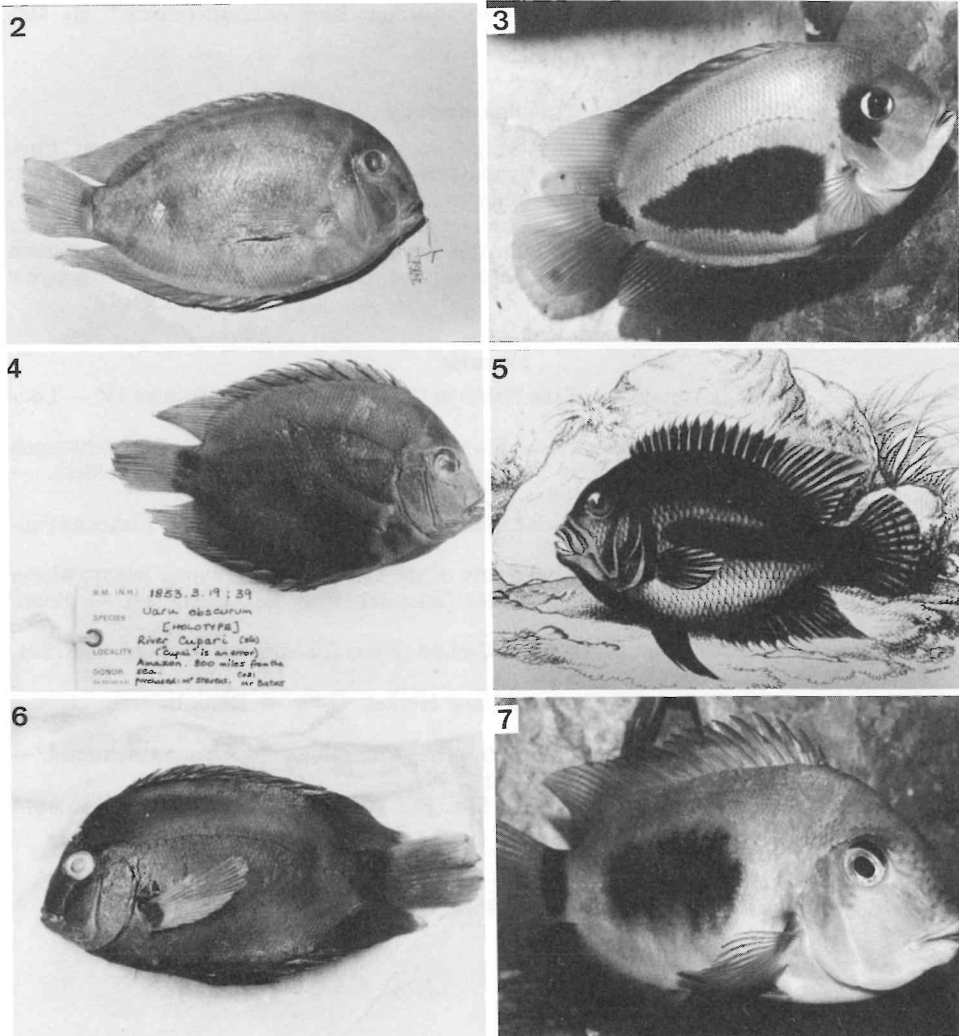 2
3
4
5
B.M. (N.H.) 1853.3.19:39
SPECIES Uaru obscurum
[HOLOTYPE]
River Cupari (sic)
LOCALITY ("Cupai" is an error)
Amazon. 800 miles from the
DONOR sea.
purchased: Mr Stevens. Mr Bates
6
7